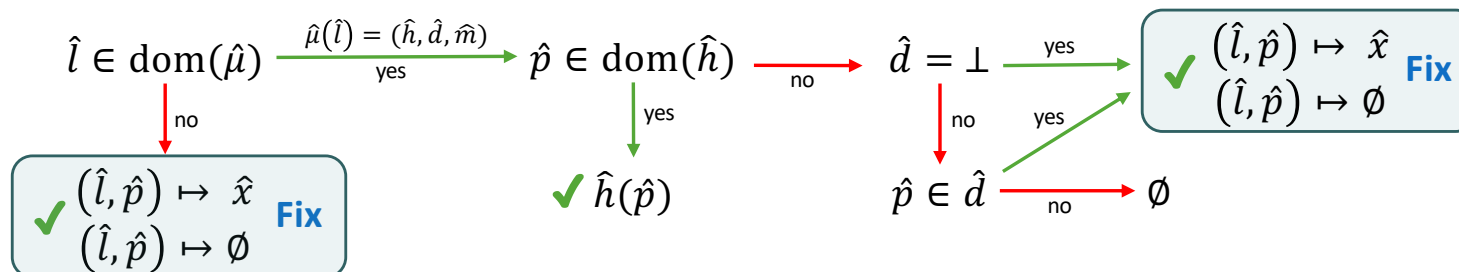 l̂ ∈ dom(μ̂)
μ̂(l̂) = (ĥ, d̂, m̂)
yes
p̂ ∈ dom(ĥ)
no
d̂ = ⊥
yes
(l̂, p̂) ↦ x̂
(l̂, p̂) ↦ ∅
Fix
no
yes
no
yes
✓ (l̂, p̂) ↦ x̂
(l̂, p̂) ↦ ∅
Fix
✓ ĥ(p̂)
p̂ ∈ d̂
no
∅